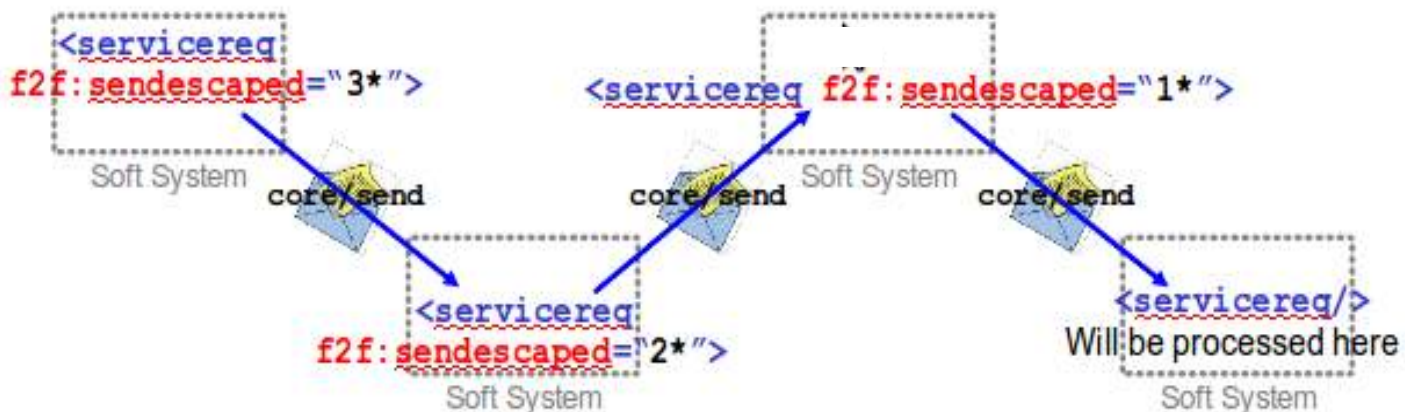 <servicereq
f2f:sendescaped=“3*”>
Soft System
core/send
<servicereq
f2f:sendescaped=“2*”>
Soft System
core/send
<servicereq f2f:sendescaped=“1*”>
Soft System
core/send
<servicereq/>
Will be processed here
Soft System